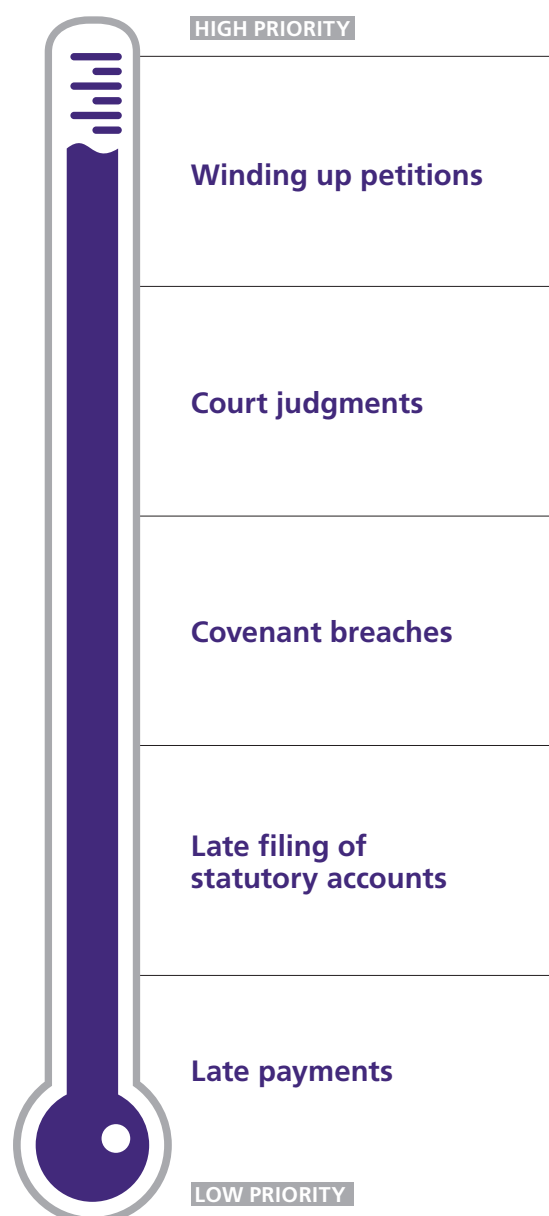 HIGH PRIORITY
Winding up petitions
Court judgments
Covenant breaches
Late filing of
statutory accounts
Late payments
LOW PRIORITY